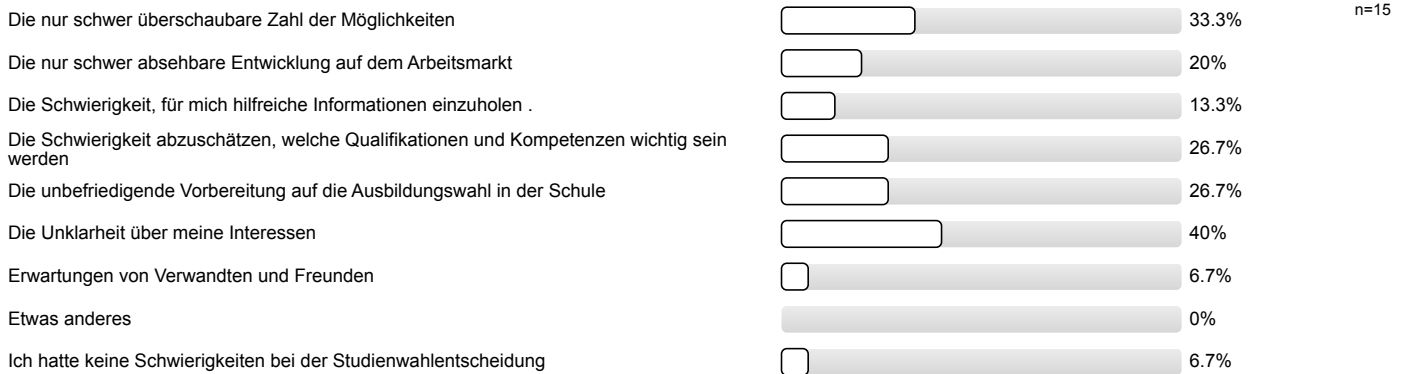 Die nur schwer überschaubare Zahl der Möglichkeiten 33.3% n=15
Die nur schwer absehbare Entwicklung auf dem Arbeitsmarkt 20%
Die Schwierigkeit, für mich hilfreiche Informationen einzuholen . 13.3%
Die Schwierigkeit abzuschätzen, welche Qualifikationen und Kompetenzen wichtig sein
werden 26.7%
Die unbefriedigende Vorbereitung auf die Ausbildungswahl in der Schule 26.7%
Die Unklarheit über meine Interessen 40%
Erwartungen von Verwandten und Freunden 6.7%
Etwas anderes 0%
Ich hatte keine Schwierigkeiten bei der Studienwahlentscheidung 6.7%